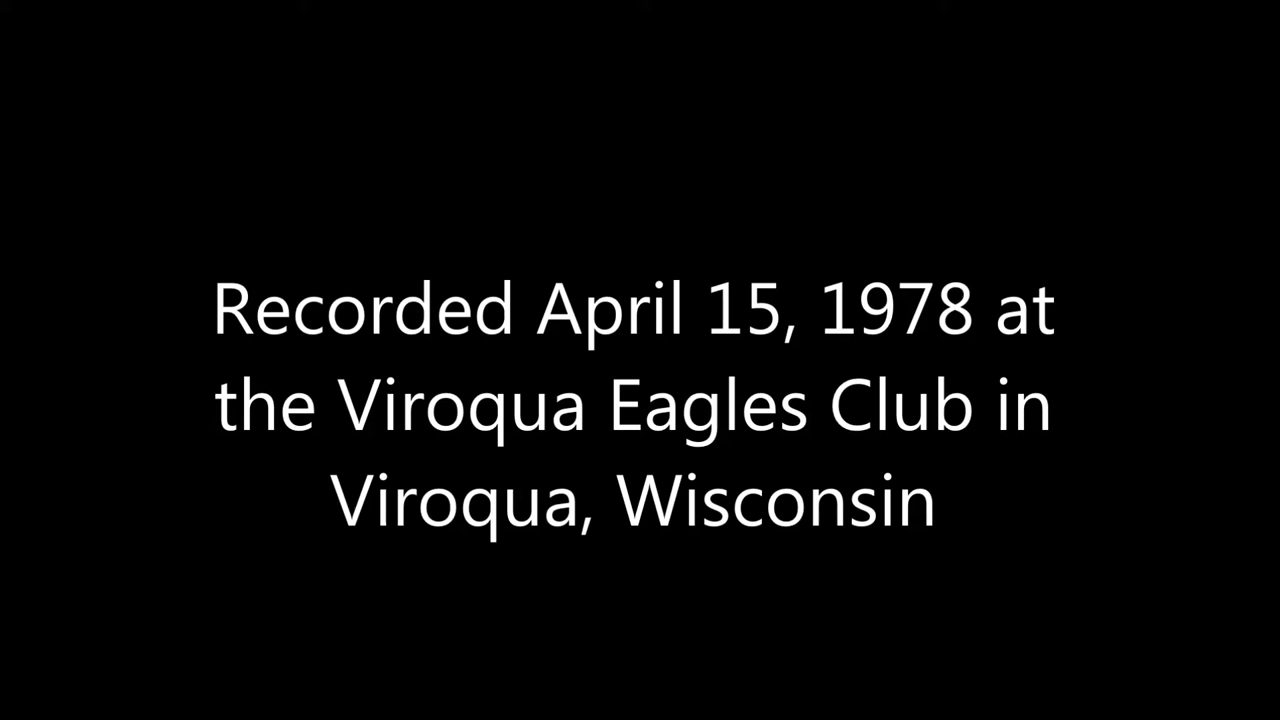 Recorded April 15, 1978 at
the Viroqua Eagles Club in
Viroqua, Wisconsin